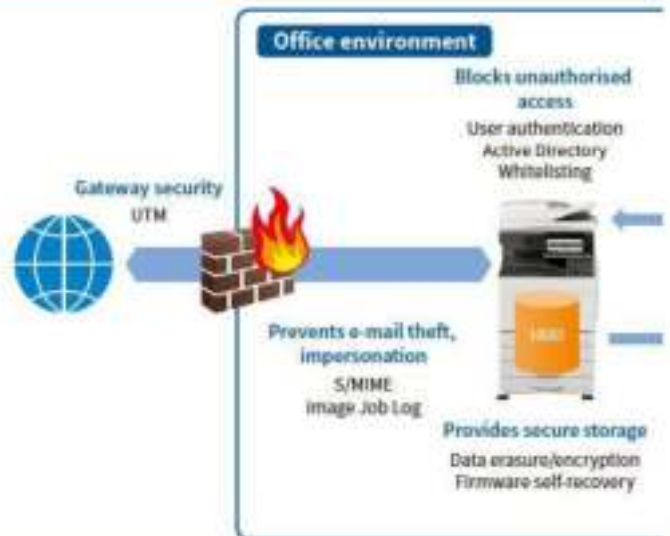 Office environment
Blocks unauthorised
access
User authentication
Active Directory
Whitelisting
Gateway security
UTM
HDD
Prevents e-mail theft,
impersonation
S/MIME
Image Job Log
Provides secure storage
Data erasure/encryption
Firmware self-recovery